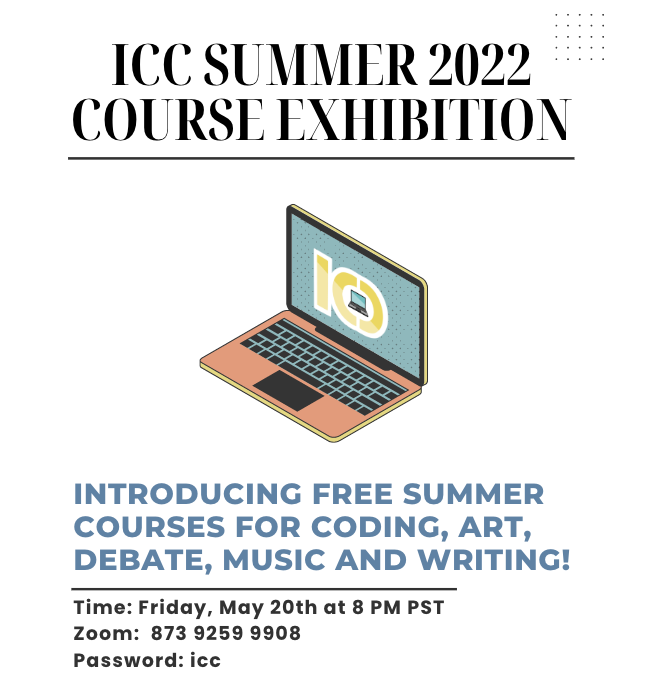 ICC SUMMER 2022
COURSE EXHIBITION
INTRODUCING FREE SUMMER
COURSES FOR CODING, ART,
DEBATE, MUSIC AND WRITING!
Time: Friday, May 20th at 8 PM PST
Zoom: 873 9259 9908
Password: icc